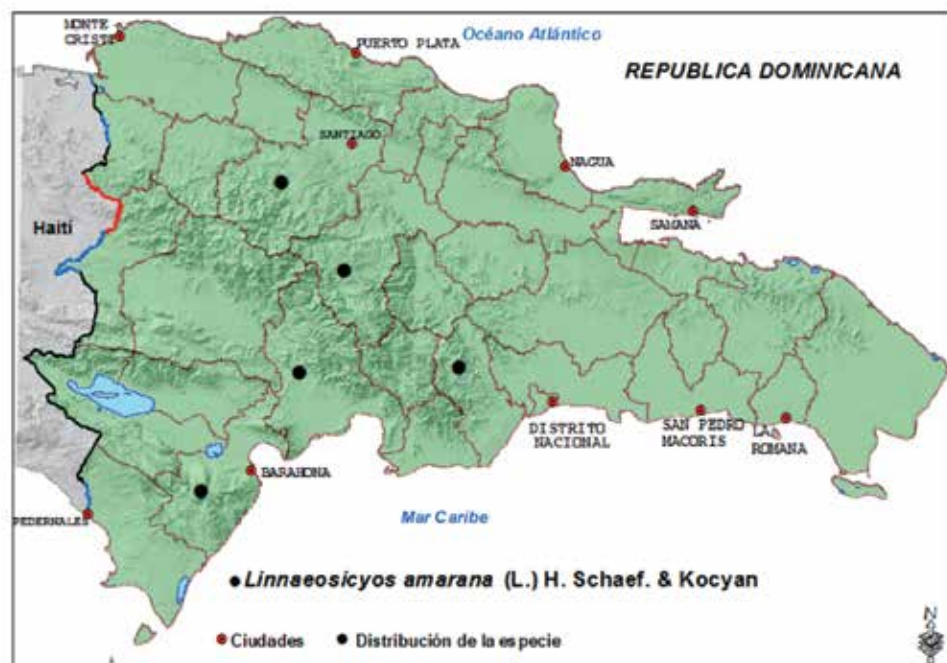 MONTE
CRISTI
Océano Atlántico
PUERTO PLATA
REPUBLICA DOMINICANA
SANTIAGO
NAGUA
SAMANA
Haití
DISTRITO
NACIONAL
SAN PEDRO
MACORIS
LA
ROMANA
BARAHONA
PEDERNALES
Mar Caribe
Linnaeosicyos amarana (L.) H. Schaef. & Kocyan
Ciudades
Distribución de la especie
N